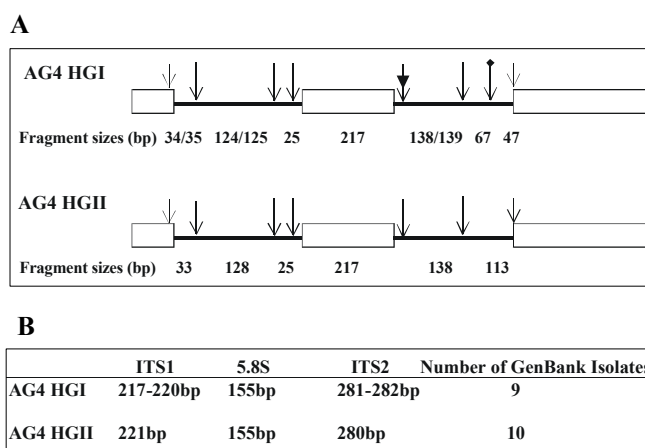 A
AG4 HGI
Fragment sizes (bp) 34/35 124/125 25 217 138/139 67 47
AG4 HGII
Fragment sizes (bp) 33 128 25 217 138 113
B
ITS1 5.8S ITS2 Number of GenBank Isolates
AG4 HGI 217-220bp 155bp 281-282bp 9
AG4 HGII 221bp 155bp 280bp 10